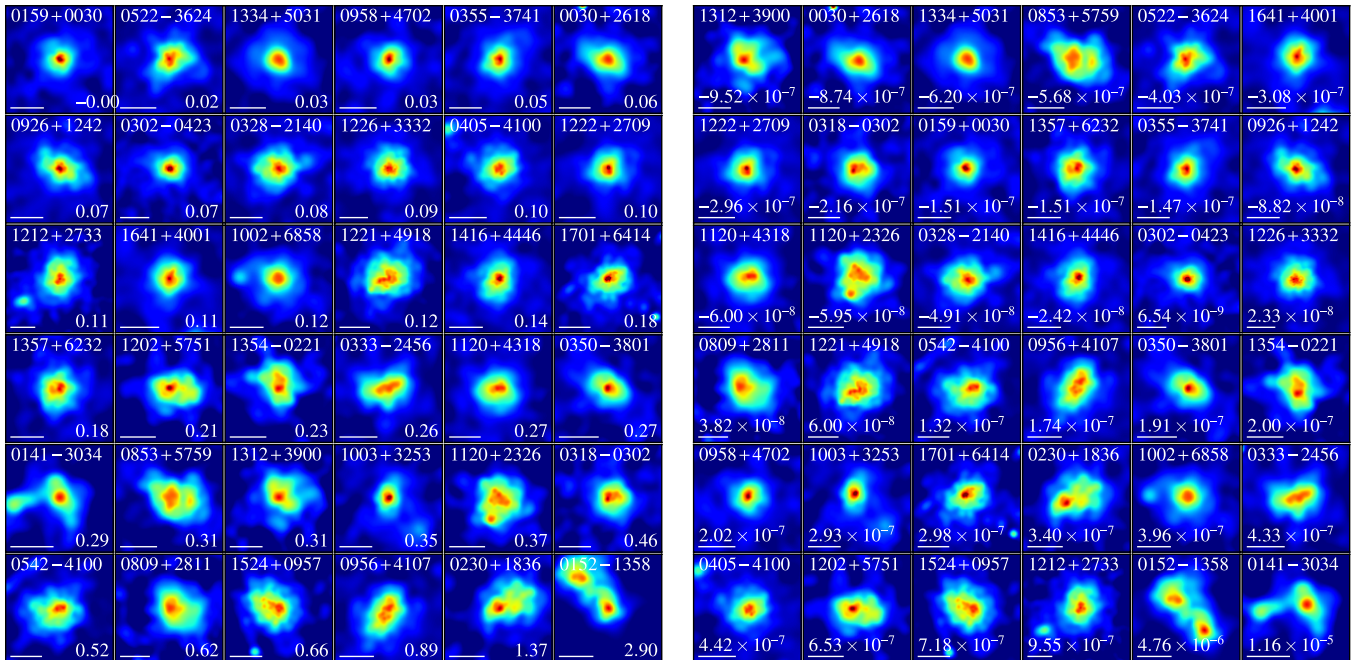 0159+0030 0522−3624 1334+5031 0958+4702 0355−3741 0030+2618
−0.00 0.02 0.03 0.03 0.05 0.06
0926+1242 0302−0423 0328−2140 1226+3332 0405−4100 1222+2709
0.07 0.07 0.08 0.09 0.10 0.10
1212+2733 1641+4001 1002+6858 1221+4918 1416+4446 1701+6414
0.11 0.11 0.12 0.12 0.14 0.18
1357+6232 1202+5751 1354−0221 0333−2456 1120+4318 0350−3801
0.18 0.21 0.23 0.26 0.27 0.27
0141−3034 0853+5759 1312+3900 1003+3253 1120+2326 0318−0302
0.29 0.31 0.31 0.35 0.37 0.46
0542−4100 0809+2811 1524+0957 0956+4107 0230+1836 0152−1358
0.52 0.62 0.66 0.89 1.37 2.90
1312+3900 0030+2618 1334+5031 0853+5759 0522−3624 1641+4001
−9.52 × 10⁻⁷ −8.74 × 10⁻⁷ −6.20 × 10⁻⁷ −5.68 × 10⁻⁷ −4.03 × 10⁻⁷ −3.08 × 10⁻⁷
1222+2709 0318−0302 0159+0030 1357+6232 0355−3741 0926+1242
−2.96 × 10⁻⁷ −2.16 × 10⁻⁷ −1.51 × 10⁻⁷ −1.51 × 10⁻⁷ −1.47 × 10⁻⁷ −8.82 × 10⁻⁸
1120+4318 1120+2326 0328−2140 1416+4446 0302−0423 1226+3332
−6.00 × 10⁻⁸ −5.95 × 10⁻⁸ −4.91 × 10⁻⁸ −2.42 × 10⁻⁸ 6.54 × 10⁻⁹ 2.33 × 10⁻⁸
0809+2811 1221+4918 0542−4100 0956+4107 0350−3801 1354−0221
3.82 × 10⁻⁸ 6.00 × 10⁻⁸ 1.32 × 10⁻⁷ 1.74 × 10⁻⁷ 1.91 × 10⁻⁷ 2.00 × 10⁻⁷
0958+4702 1003+3253 1701+6414 0230+1836 1002+6858 0333−2456
2.02 × 10⁻⁷ 2.93 × 10⁻⁷ 2.98 × 10⁻⁷ 3.40 × 10⁻⁷ 3.96 × 10⁻⁷ 4.33 × 10⁻⁷
0405−4100 1202+5751 1524+0957 1212+2733 0152−1358 0141−3034
4.42 × 10⁻⁷ 6.53 × 10⁻⁷ 7.18 × 10⁻⁷ 9.55 × 10⁻⁷ 4.76 × 10⁻⁶ 1.16 × 10⁻⁵